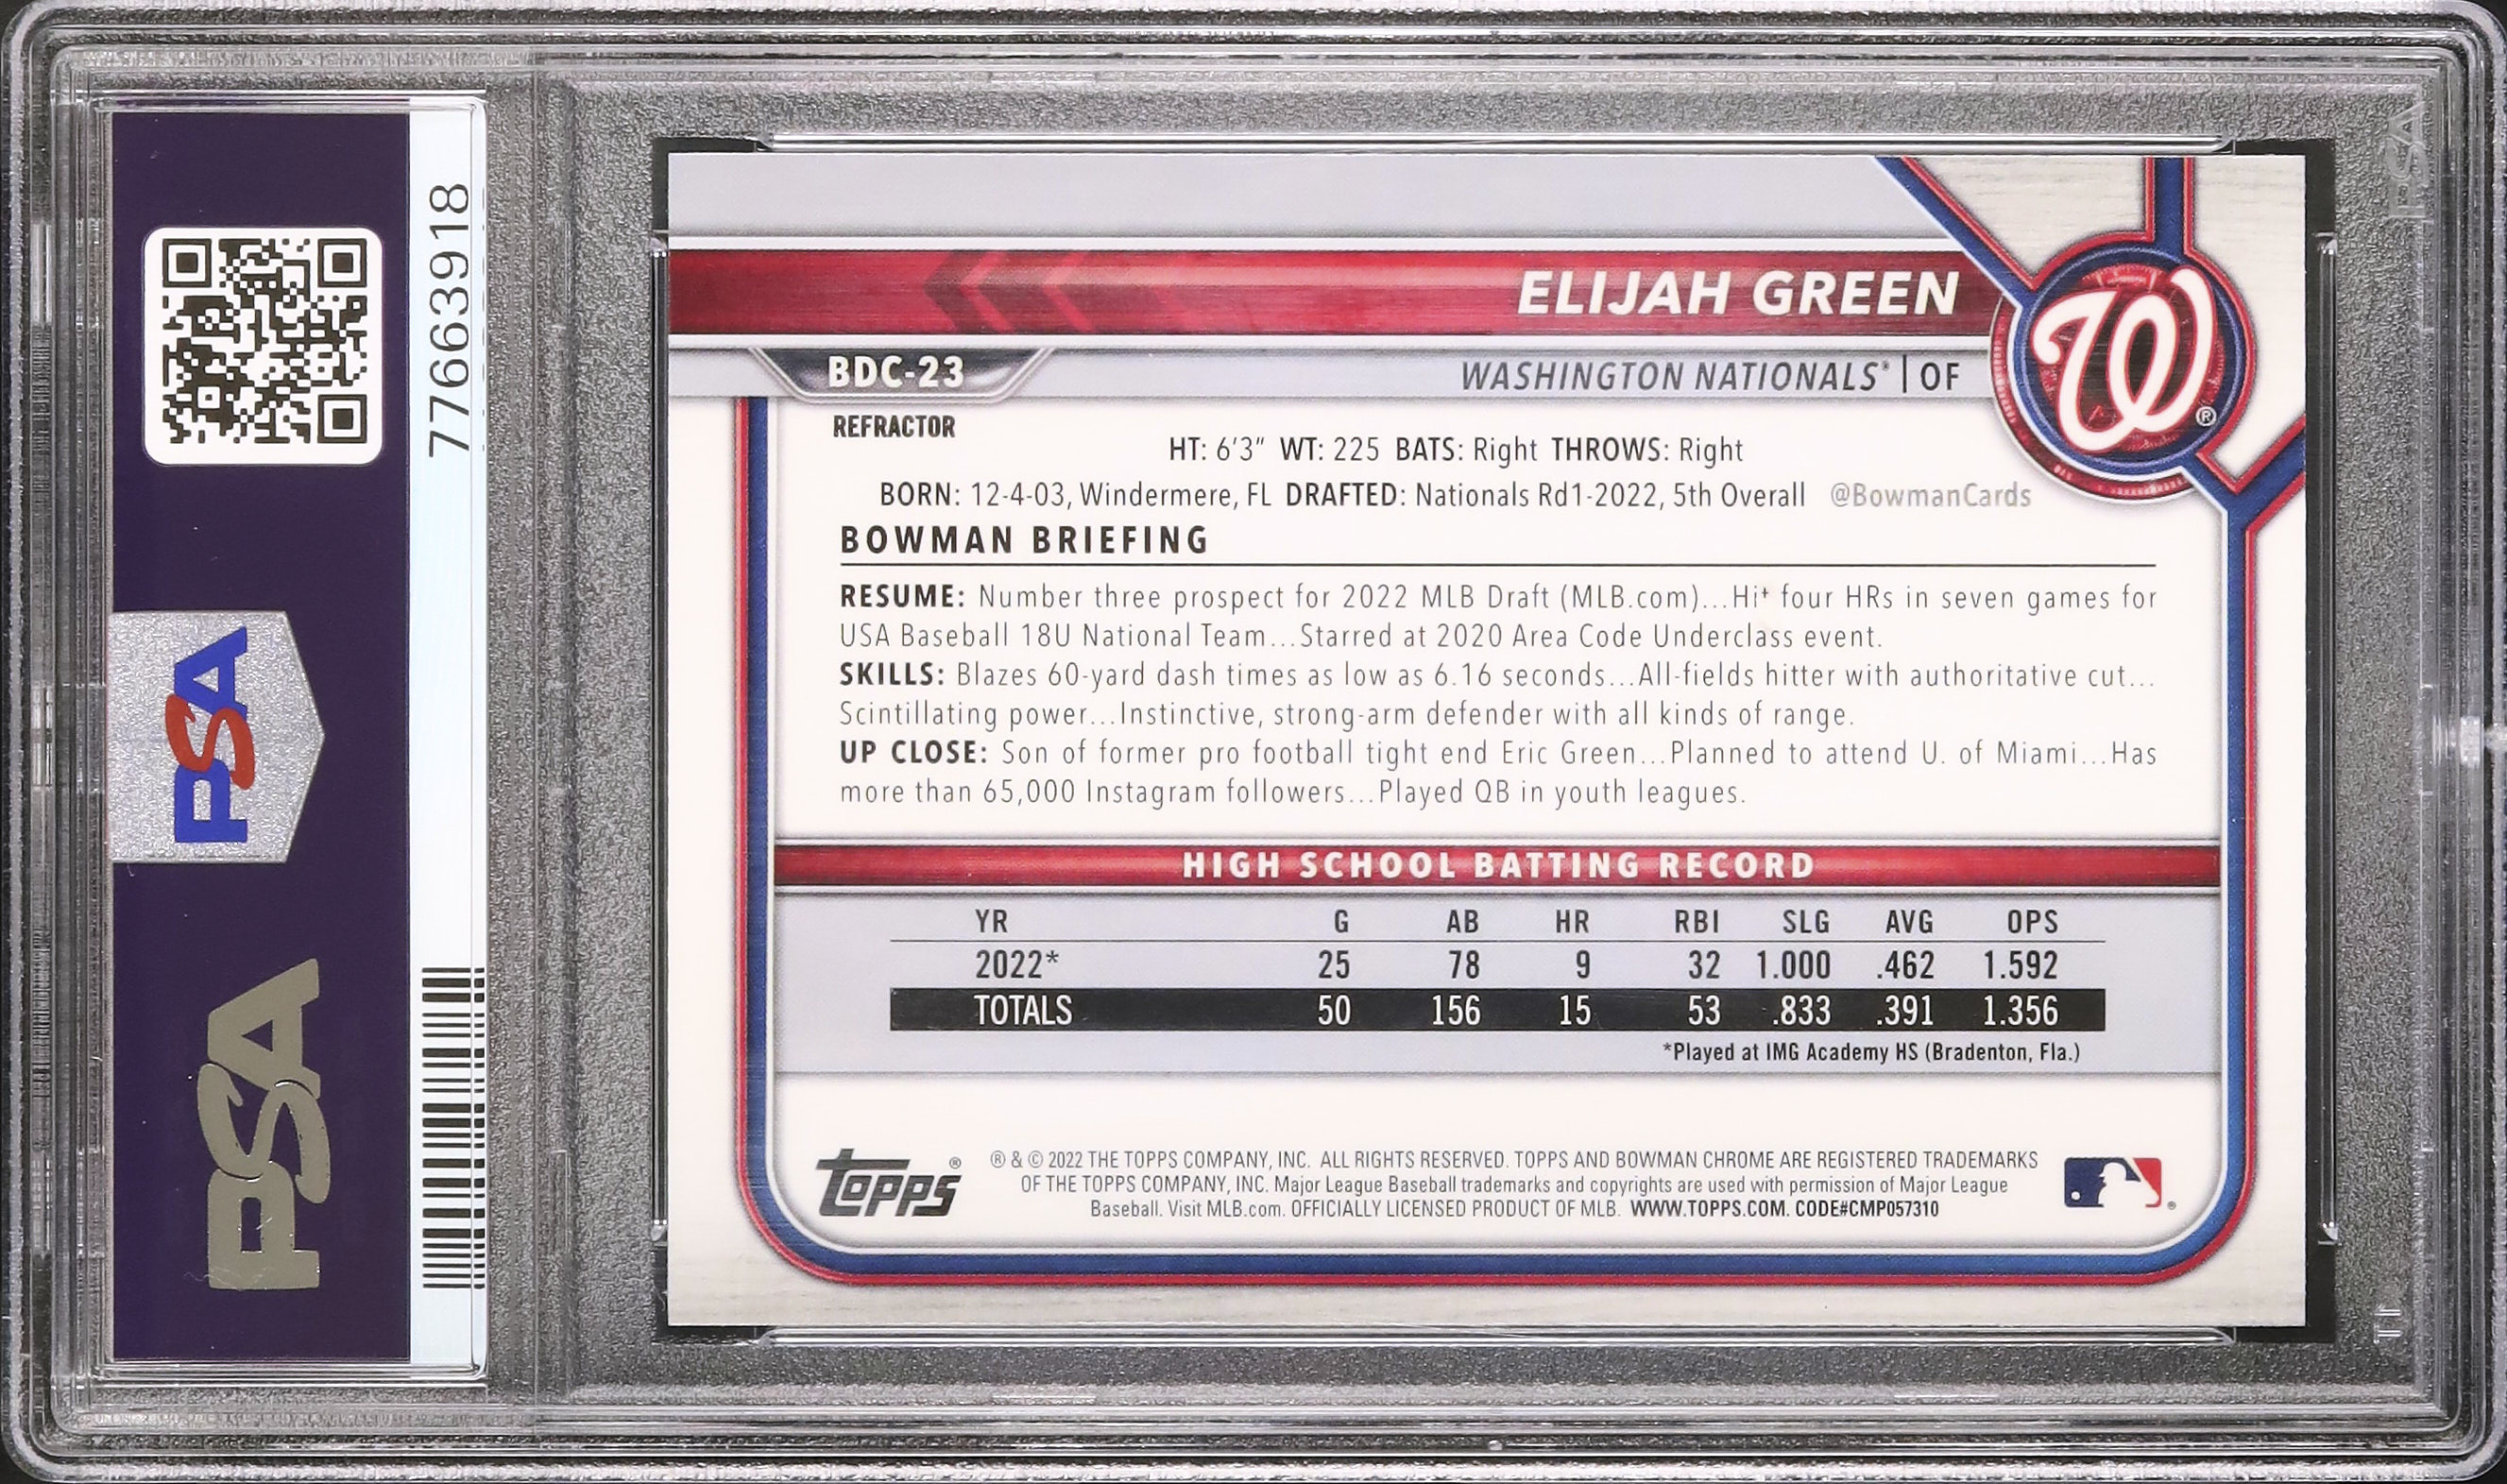 77663918
PSA
PSA
PSA
ELIJAH GREEN
BDC-23
WASHINGTON NATIONALS® | OF
W®
REFRACTOR
HT: 6'3" WT: 225 BATS: Right THROWS: Right
BORN: 12-4-03, Windermere, FL DRAFTED: Nationals Rd1-2022, 5th Overall @BowmanCards
BOWMAN BRIEFING
RESUME: Number three prospect for 2022 MLB Draft (MLB.com)...Hit four HRs in seven games for
USA Baseball 18U National Team...Starred at 2020 Area Code Underclass event.
SKILLS: Blazes 60-yard dash times as low as 6.16 seconds...All-fields hitter with authoritative cut...
Scintillating power...Instinctive, strong-arm defender with all kinds of range.
UP CLOSE: Son of former pro football tight end Eric Green...Planned to attend U. of Miami...Has
more than 65,000 Instagram followers...Played QB in youth leagues.
HIGH SCHOOL BATTING RECORD
YR G AB HR RBI SLG AVG OPS
2022* 25 78 9 32 1.000 .462 1.592
TOTALS 50 156 15 53 .833 .391 1.356
*Played at IMG Academy HS (Bradenton, Fla.)
Topps®
® & © 2022 THE TOPPS COMPANY, INC. ALL RIGHTS RESERVED. TOPPS AND BOWMAN CHROME ARE REGISTERED TRADEMARKS
OF THE TOPPS COMPANY, INC. Major League Baseball trademarks and copyrights are used with permission of Major League
Baseball. Visit MLB.com. OFFICIALLY LICENSED PRODUCT OF MLB. WWW.TOPPS.COM. CODE#CMP057310